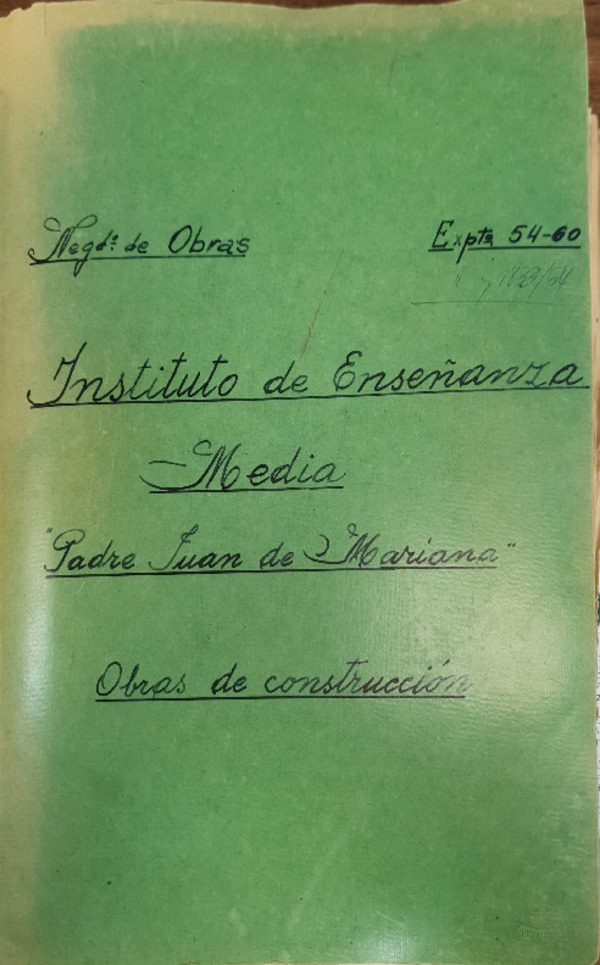 Negdº de Obras
Expte 54-60
Instituto de Enseñanza
Media
"Padre Juan de Mariana"
Obras de construcción